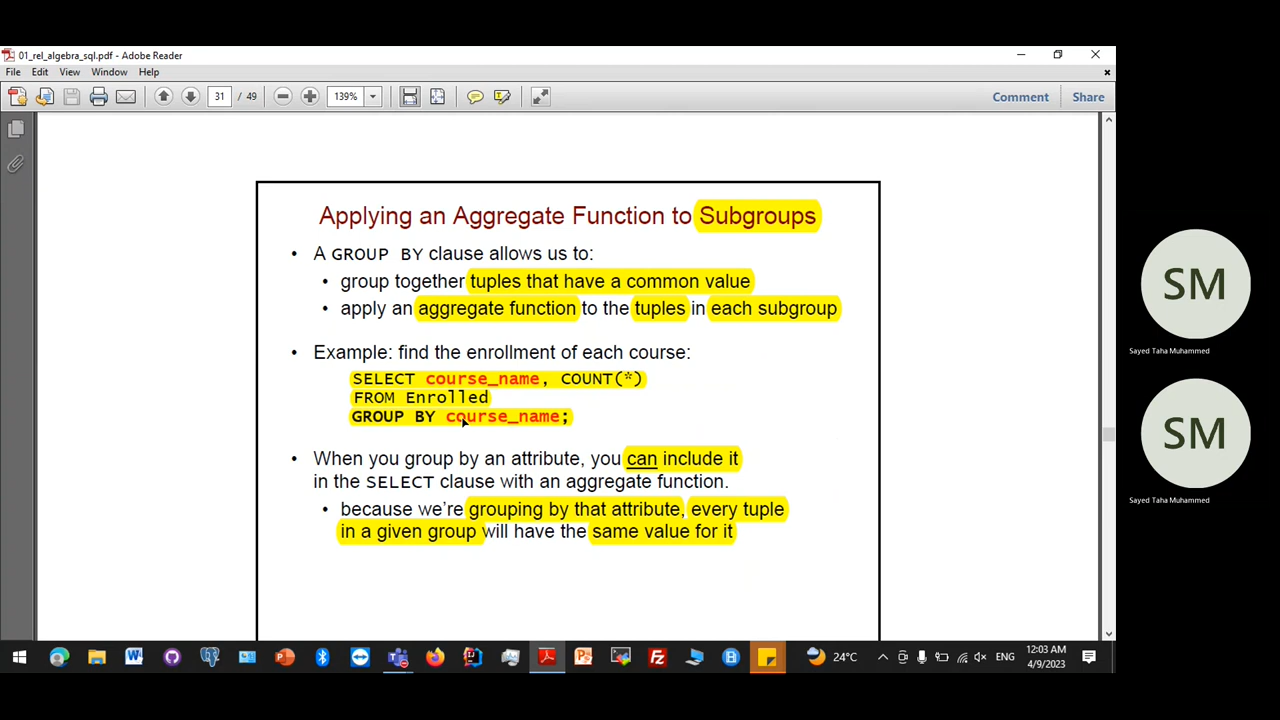 01_rel_algebra_sql.pdf - Adobe Reader
File Edit View Window Help
31 / 49 139% Comment Share
Applying an Aggregate Function to Subgroups
• A GROUP BY clause allows us to:
• group together tuples that have a common value
• apply an aggregate function to the tuples in each subgroup
• Example: find the enrollment of each course:
SELECT course_name, COUNT(*)
FROM Enrolled
GROUP BY course_name;
• When you group by an attribute, you can include it
in the SELECT clause with an aggregate function.
• because we're grouping by that attribute, every tuple
in a given group will have the same value for it
SM
Sayed Taha Muhammed
SM
Sayed Taha Muhammed
24°C ENG 12:03 AM
4/9/2023